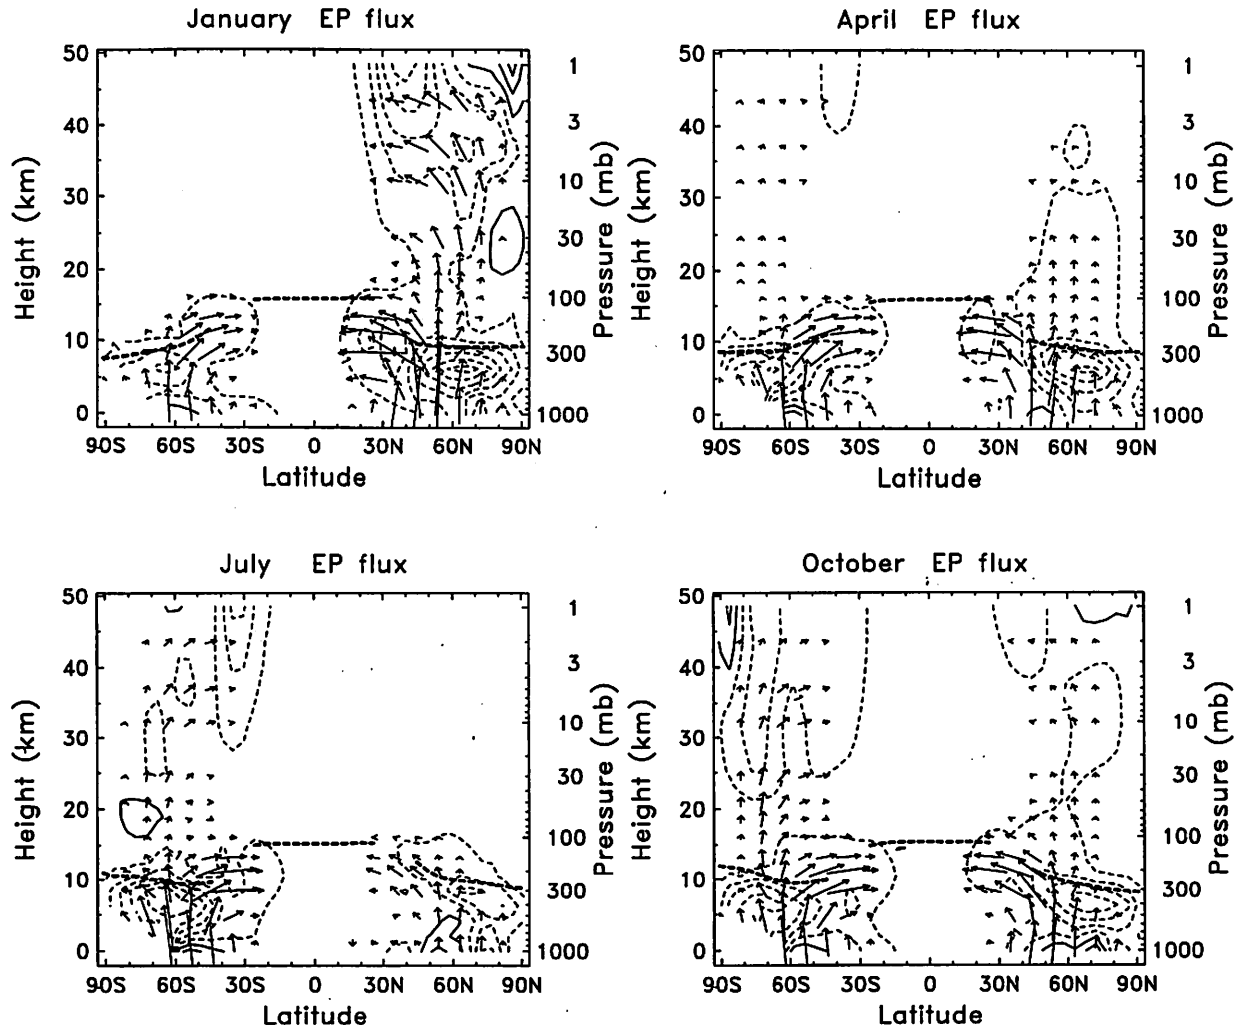 January EP flux
50
40
30
20
10
0
Height (km)
1
3
10
30
100
300
1000
Pressure (mb)
90S 60S 30S 0 30N 60N 90N
Latitude
April EP flux
50
40
30
20
10
0
Height (km)
1
3
10
30
100
300
1000
Pressure (mb)
90S 60S 30S 0 30N 60N 90N
Latitude
July EP flux
50
40
30
20
10
0
Height (km)
1
3
10
30
100
300
1000
Pressure (mb)
90S 60S 30S 0 30N 60N 90N
Latitude
October EP flux
50
40
30
20
10
0
Height (km)
1
3
10
30
100
300
1000
Pressure (mb)
90S 60S 30S 0 30N 60N 90N
Latitude